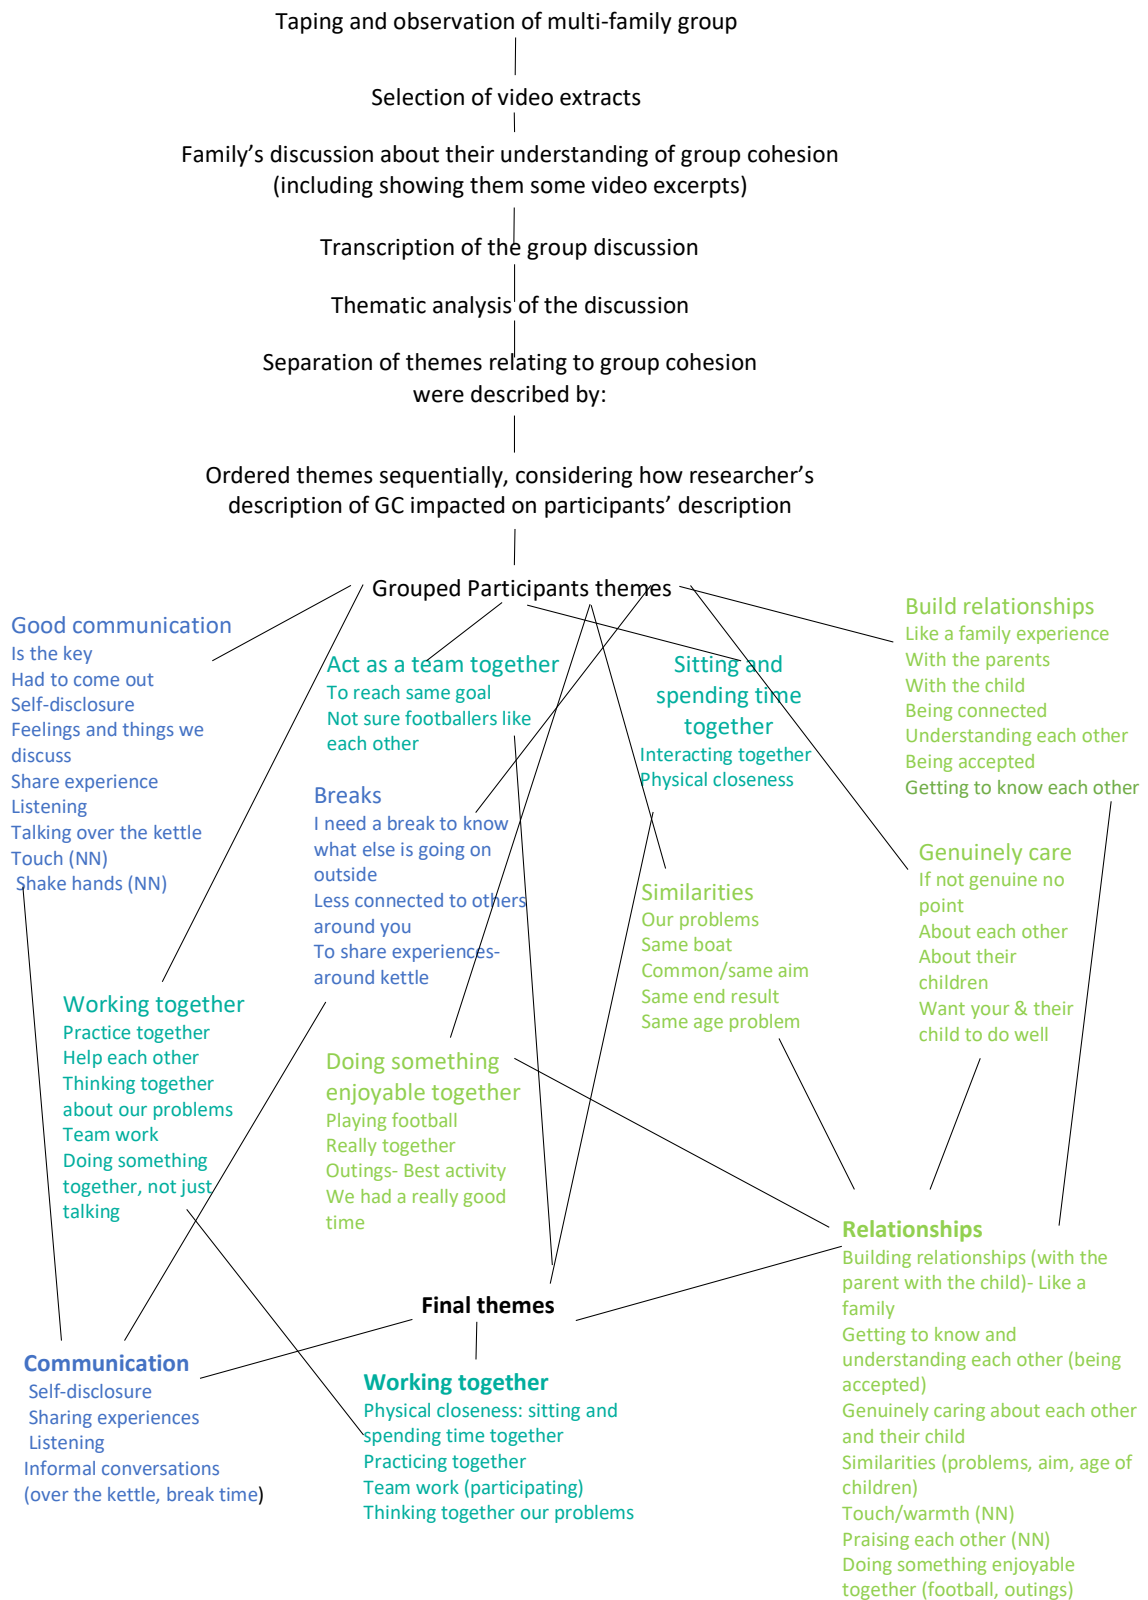 Taping and observation of multi-family group
Selection of video extracts
Family’s discussion about their understanding of group cohesion
(including showing them some video excerpts)
Transcription of the group discussion
Thematic analysis of the discussion
Separation of themes relating to group cohesion
were described by:
Ordered themes sequentially, considering how researcher’s
description of GC impacted on participants’ description
Grouped Participants themes
Good communication
Is the key
Had to come out
Self-disclosure
Feelings and things we
discuss
Share experience
Listening
Talking over the kettle
Touch (NN)
Shake hands (NN)
Act as a team together
To reach same goal
Not sure footballers like
each other
Sitting and
spending time
together
Interacting together
Physical closeness
Build relationships
Like a family experience
With the parents
With the child
Being connected
Understanding each other
Being accepted
Getting to know each other
Breaks
I need a break to know
what else is going on
outside
Less connected to others
around you
To share experiences-
around kettle
Similarities
Our problems
Same boat
Common/same aim
Same end result
Same age problem
Genuinely care
If not genuine no
point
About each other
About their
children
Want your & their
child to do well
Working together
Practice together
Help each other
Thinking together
about our problems
Team work
Doing something
together, not just
talking
Doing something
enjoyable together
Playing football
Really together
Outings- Best activity
We had a really good
time
Final themes
Communication
Self-disclosure
Sharing experiences
Listening
Informal conversations
(over the kettle, break time)
Working together
Physical closeness: sitting and
spending time together
Practicing together
Team work (participating)
Thinking together our problems
Relationships
Building relationships (with the
parent with the child)- Like a
family
Getting to know and
understanding each other (being
accepted)
Genuinely caring about each other
and their child
Similarities (problems, aim, age of
children)
Touch/warmth (NN)
Praising each other (NN)
Doing something enjoyable
together (football, outings)